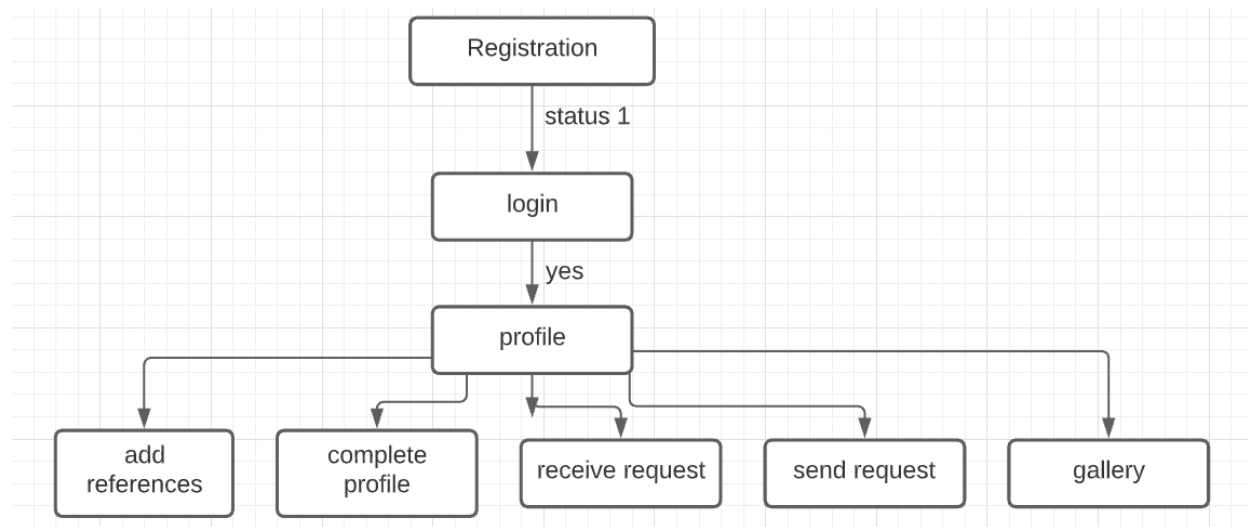 Registration
status 1
login
yes
profile
add
references
complete
profile
receive request
send request
gallery